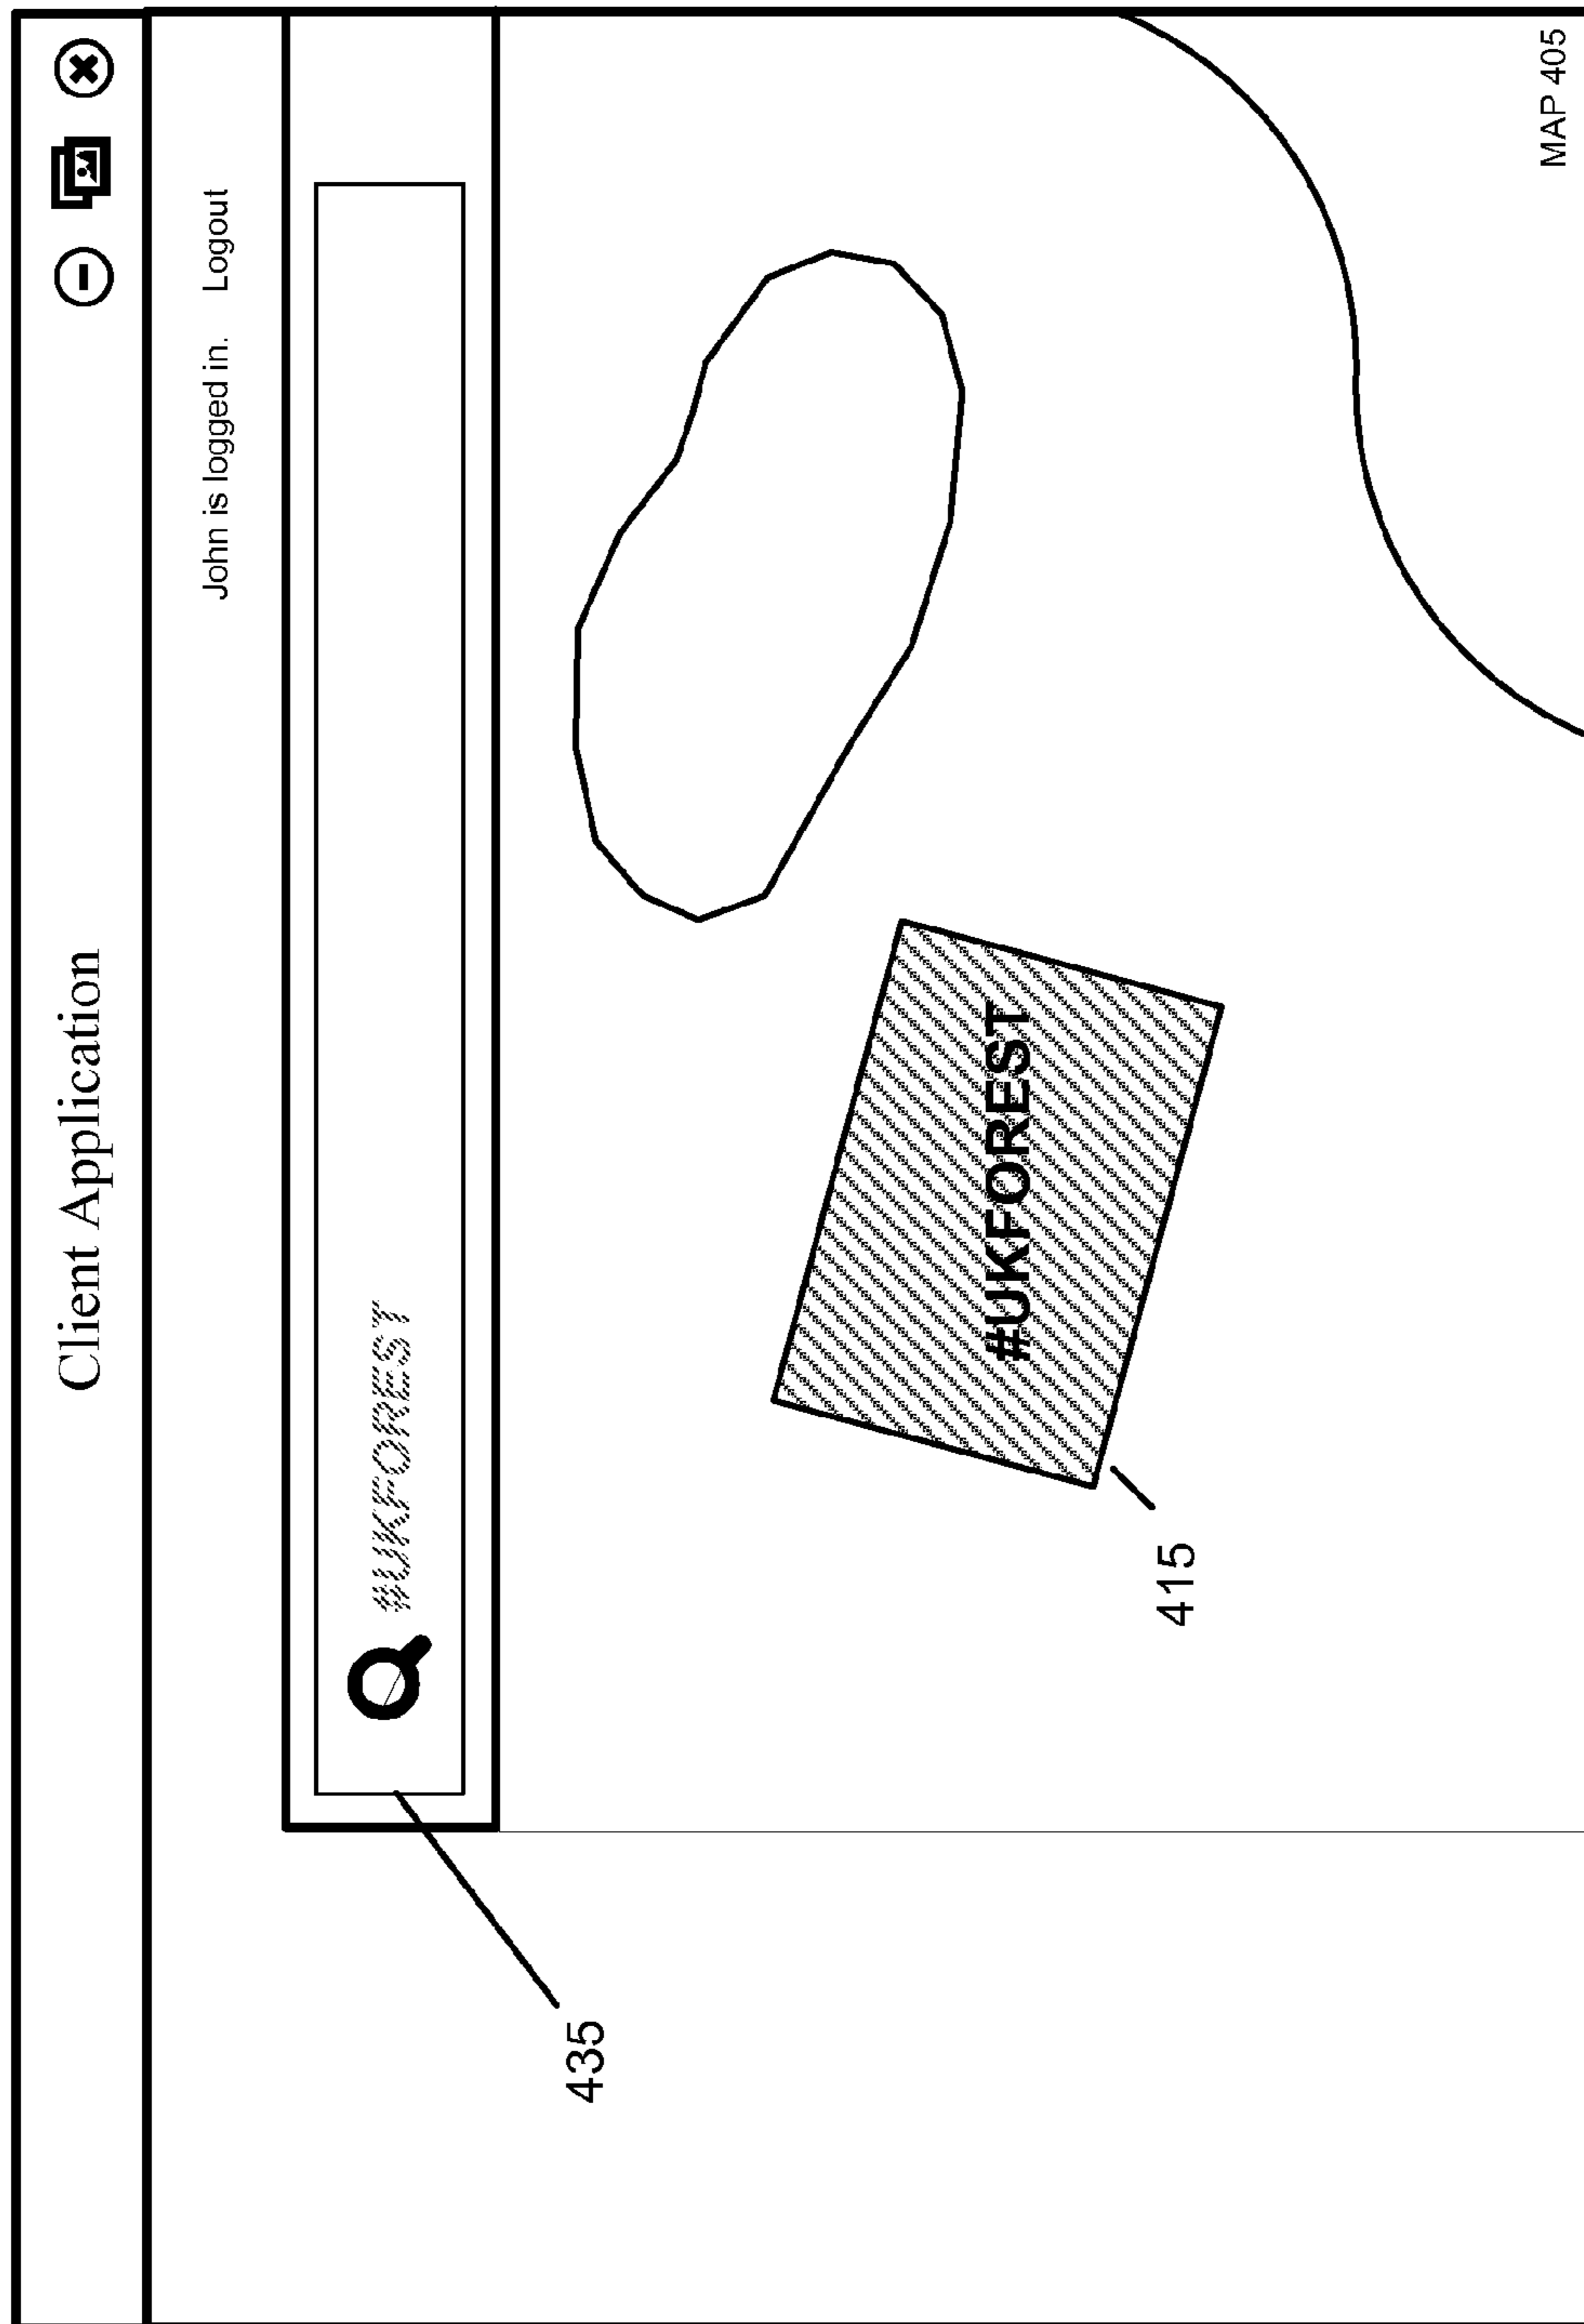 Client Application
John is logged in. Logout
#UKFOREST
435
#UKFOREST
415
MAP 405